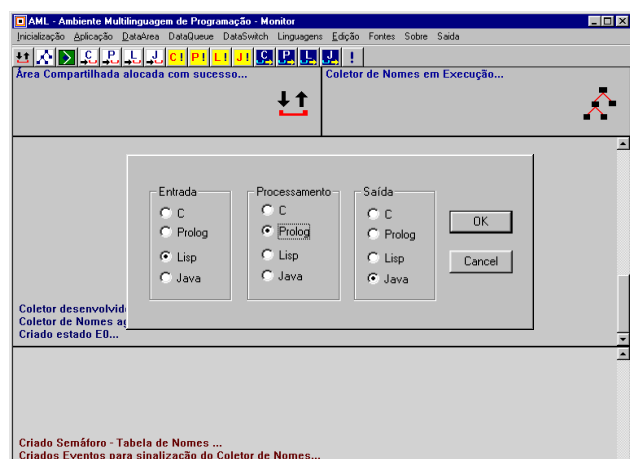 AML - Ambiente Multilinguagem de Programação - Monitor
Inicialização Aplicação DataArea DataQueue DataSwitch Linguagens Edição Fontes Sobre Saida
C P L J C! P! L! J! C P L J !
Área Compartilhada alocada com sucesso...
Coletor de Nomes em Execução...
Entrada Processamento Saída
C C C
Prolog Prolog Prolog
Lisp Lisp Lisp
Java Java Java
OK
Cancel
Coletor desenvolvid
Coletor de Nomes ag
Criado estado E0...
Criado Semáforo - Tabela de Nomes ...
Criados Eventos para sinalização do Coletor de Nomes...